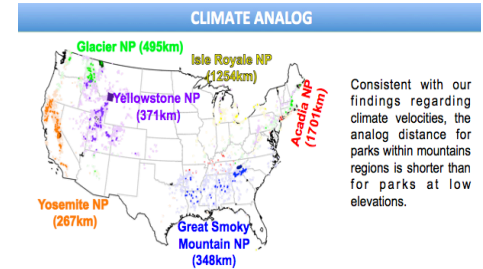 CLIMATE ANALOG
Glacier NP (495km)
Isle Royale NP
(1254km)
Yellowstone NP
(371km)
Acadia NP
(1701km)
Yosemite NP
(267km)
Great Smoky
Mountain NP
(348km)
Consistent with our
findings regarding
climate velocities, the
analog distance for
parks within mountains
regions is shorter than
for parks at low
elevations.